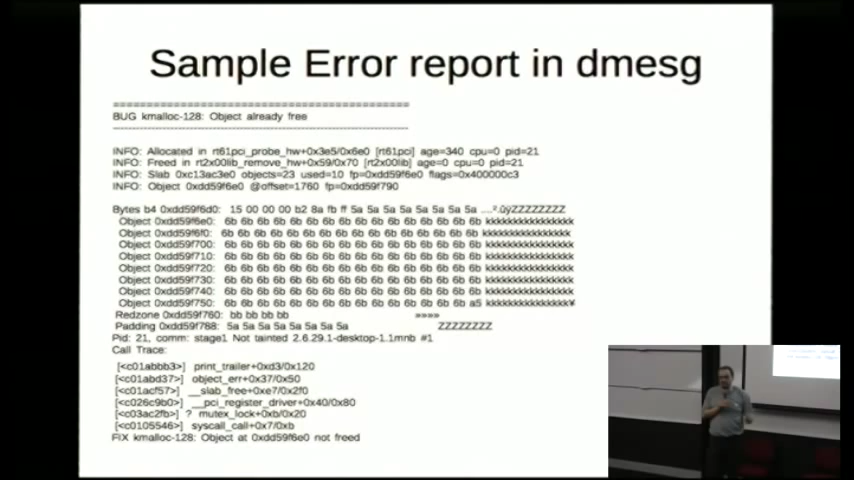 Sample Error report in dmesg
=============================================
BUG kmalloc-128: Object already free
---------------------------------------------------------------------
INFO: Allocated in rt61pci_probe_hw+0x3e5/0x6e0 [rt61pci] age=340 cpu=0 pid=21
INFO: Freed in rt2x00lib_remove_hw+0x59/0x70 [rt2x00lib] age=0 cpu=0 pid=21
INFO: Slab 0xc13ac3e0 objects=23 used=10 fp=0xdd59f6e0 flags=0x400000c3
INFO: Object 0xdd59f6e0 @offset=1760 fp=0xdd59f790
Bytes b4 0xdd59f6d0: 15 00 00 00 b2 8a fb ff 5a 5a 5a 5a 5a 5a 5a 5a ....².ûÿZZZZZZZZ
Object 0xdd59f6e0: 6b 6b 6b 6b 6b 6b 6b 6b 6b 6b 6b 6b 6b 6b 6b 6b kkkkkkkkkkkkkkkk
Object 0xdd59f6f0: 6b 6b 6b 6b 6b 6b 6b 6b 6b 6b 6b 6b 6b 6b 6b 6b kkkkkkkkkkkkkkkk
Object 0xdd59f700: 6b 6b 6b 6b 6b 6b 6b 6b 6b 6b 6b 6b 6b 6b 6b 6b kkkkkkkkkkkkkkkk
Object 0xdd59f710: 6b 6b 6b 6b 6b 6b 6b 6b 6b 6b 6b 6b 6b 6b 6b 6b kkkkkkkkkkkkkkkk
Object 0xdd59f720: 6b 6b 6b 6b 6b 6b 6b 6b 6b 6b 6b 6b 6b 6b 6b 6b kkkkkkkkkkkkkkkk
Object 0xdd59f730: 6b 6b 6b 6b 6b 6b 6b 6b 6b 6b 6b 6b 6b 6b 6b 6b kkkkkkkkkkkkkkkk
Object 0xdd59f740: 6b 6b 6b 6b 6b 6b 6b 6b 6b 6b 6b 6b 6b 6b 6b 6b kkkkkkkkkkkkkkkk
Object 0xdd59f750: 6b 6b 6b 6b 6b 6b 6b 6b 6b 6b 6b 6b 6b 6b 6b a5 kkkkkkkkkkkkkkk¥
Redzone 0xdd59f760: bb bb bb bb »»»»
Padding 0xdd59f788: 5a 5a 5a 5a 5a 5a 5a 5a ZZZZZZZZ
Pid: 21, comm: stage1 Not tainted 2.6.29.1-desktop-1.1mnb #1
Call Trace:
[<c01abbb3>] print_trailer+0xd3/0x120
[<c01abd37>] object_err+0x37/0x50
[<c01acf57>] __slab_free+0xe7/0x2f0
[<c026c9b0>] __pci_register_driver+0x40/0x80
[<c03ac2fb>] ? mutex_lock+0xb/0x20
[<c0105546>] syscall_call+0x7/0xb
FIX kmalloc-128: Object at 0xdd59f6e0 not freed